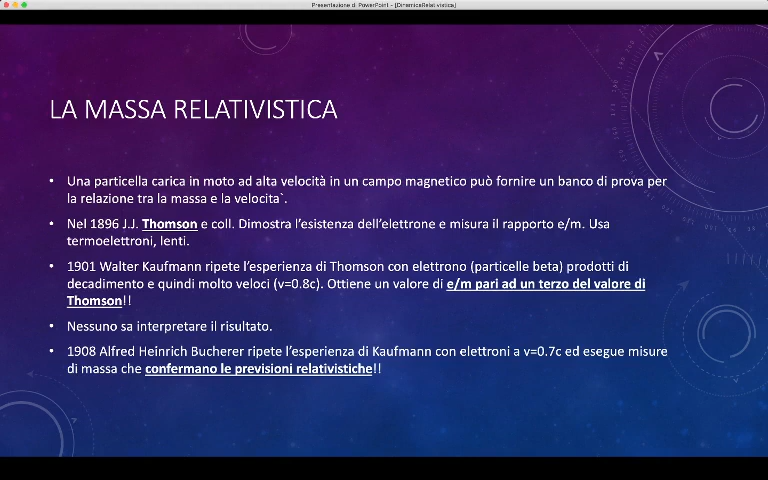 Presentazione di PowerPoint - [DinamicaRelativistica]
LA MASSA RELATIVISTICA
• Una particella carica in moto ad alta velocità in un campo magnetico può fornire un banco di prova per
la relazione tra la massa e la velocita`.
• Nel 1896 J.J. Thomson e coll. Dimostra l'esistenza dell'elettrone e misura il rapporto e/m. Usa
termoelettroni, lenti.
• 1901 Walter Kaufmann ripete l'esperienza di Thomson con elettrono (particelle beta) prodotti di
decadimento e quindi molto veloci (v=0.8c). Ottiene un valore di e/m pari ad un terzo del valore di
Thomson!!
• Nessuno sa interpretare il risultato.
• 1908 Alfred Heinrich Bucherer ripete l'esperienza di Kaufmann con elettroni a v=0.7c ed esegue misure
di massa che confermano le previsioni relativistiche!!